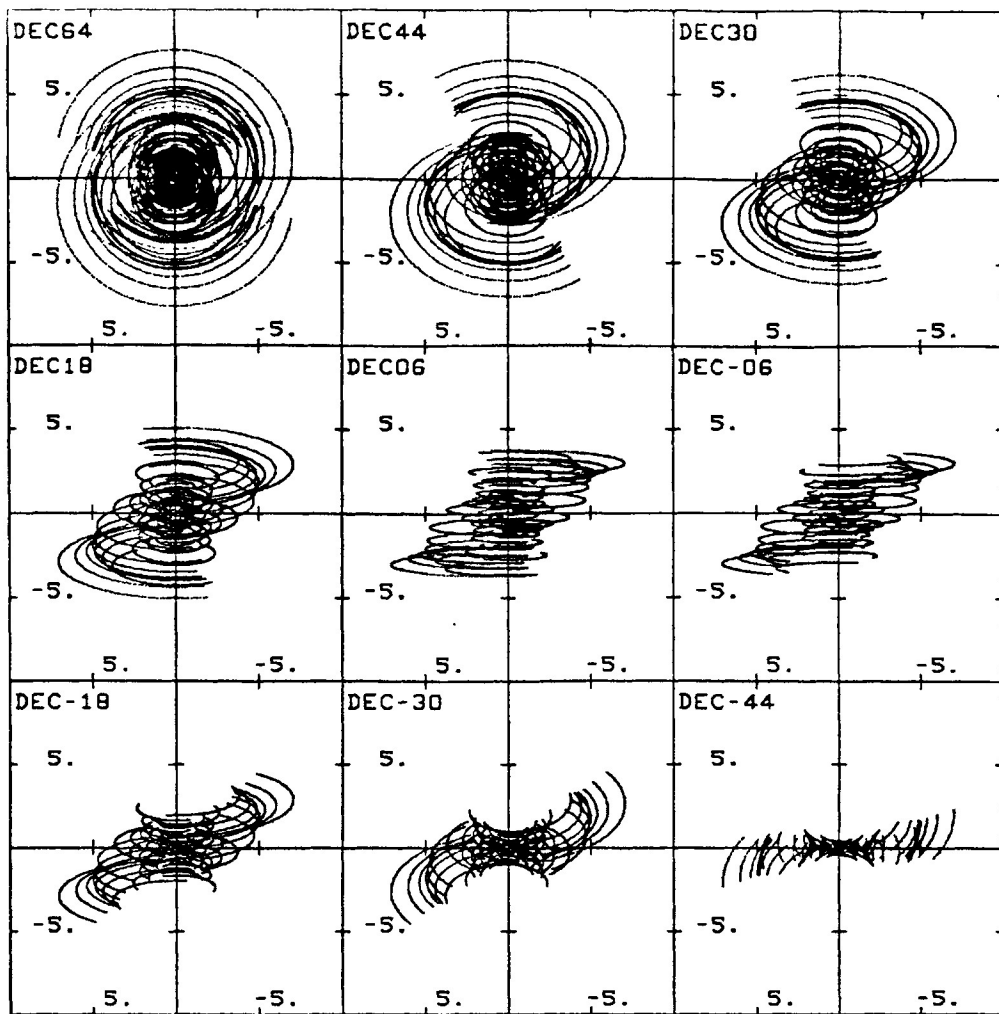 DEC64 DEC44 DEC30
5. 5. 5.
-5. -5. -5.
5. -5. 5. -5. 5. -5.
DEC18 DEC06 DEC-06
5. 5. 5.
-5. -5. -5.
5. -5. 5. -5. 5. -5.
DEC-18 DEC-30 DEC-44
5. 5. 5.
-5. -5. -5.
5. -5. 5. -5. 5. -5.